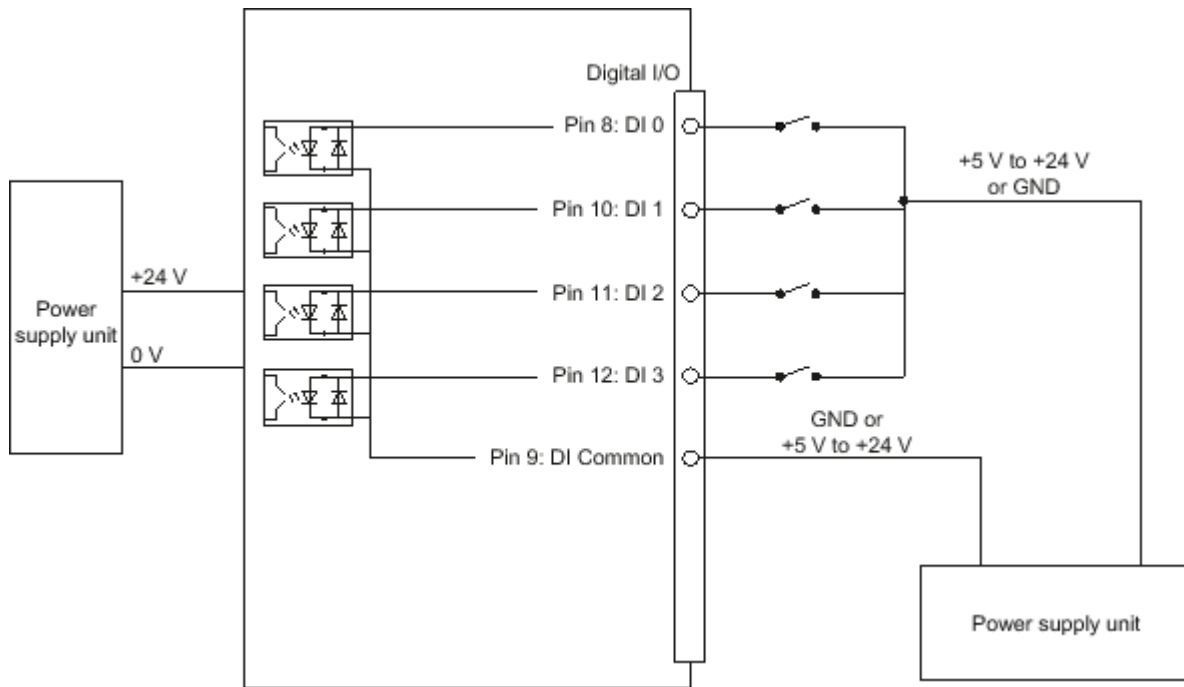 Digital I/O
Pin 8: DI 0
+5 V to +24 V
or GND
Pin 10: DI 1
+24 V
Pin 11: DI 2
Power
supply unit
0 V
Pin 12: DI 3
GND or
+5 V to +24 V
Pin 9: DI Common
Power supply unit